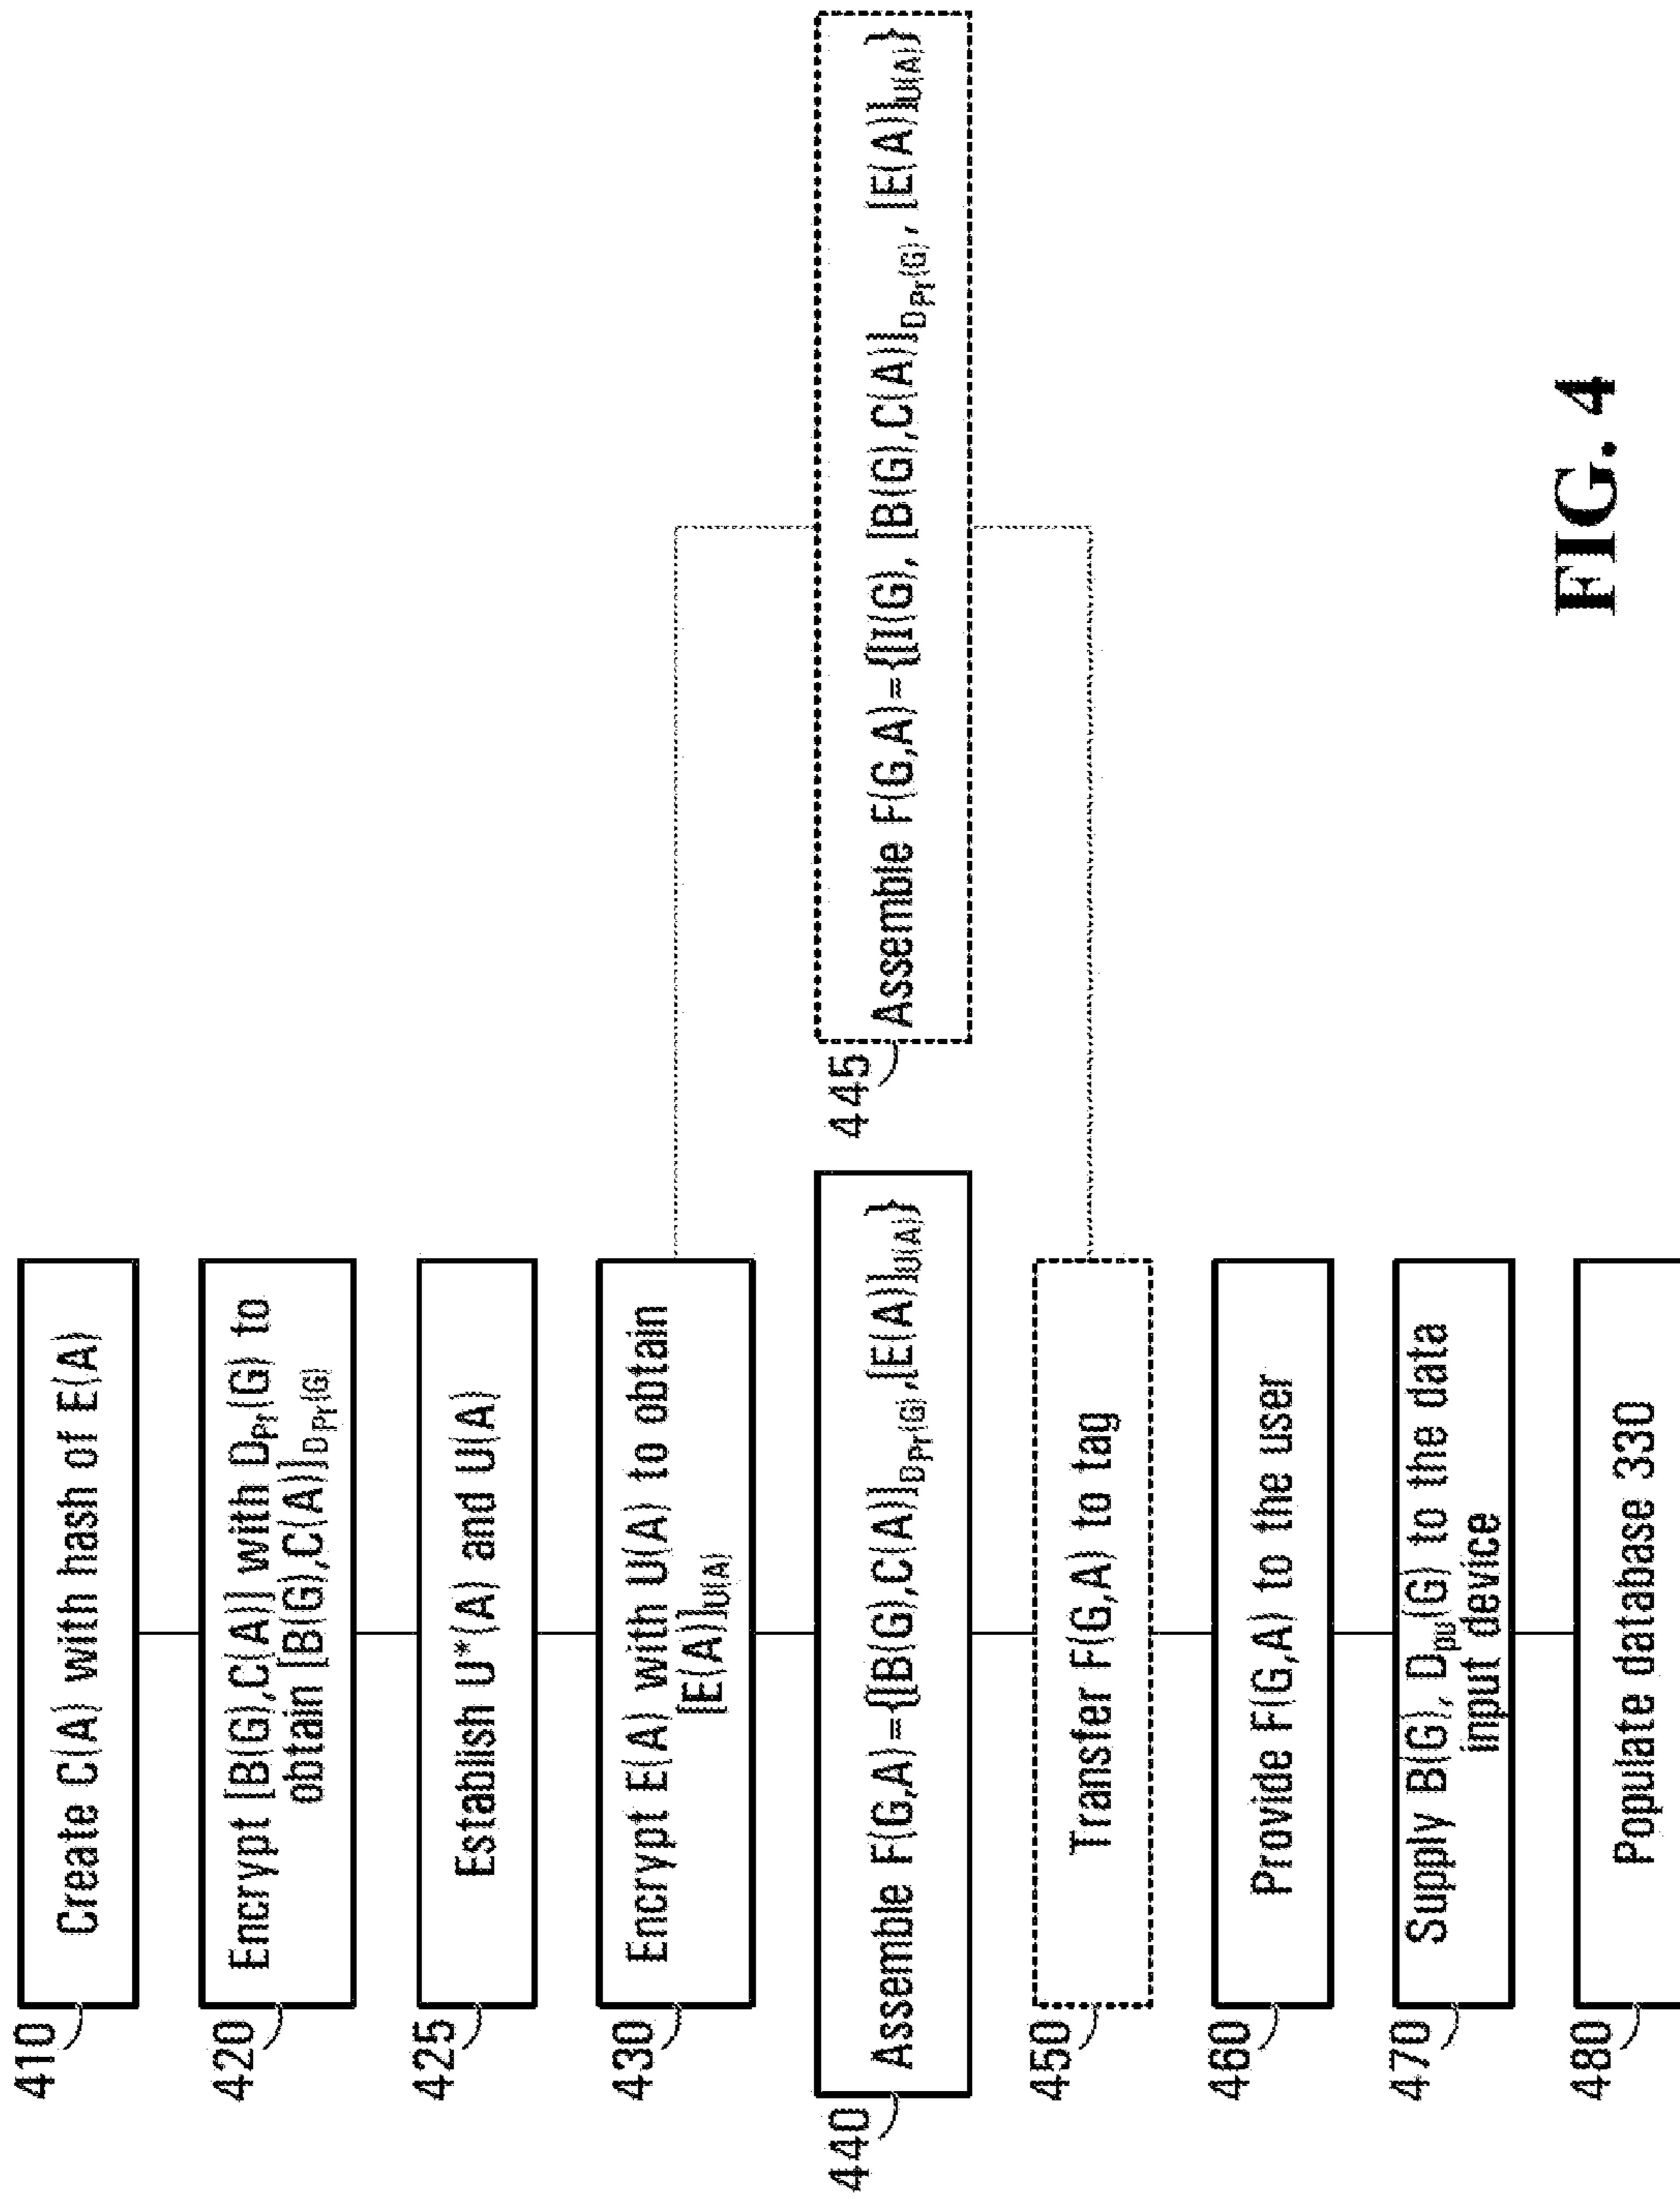 410
Create C(A) with hash of E(A)
420
Encrypt [B(G),C(A)] with D_Pr(G) to
obtain [B(G),C(A)]_D_Pr(G)
425
Establish U*(A) and U(A)
430
Encrypt E(A) with U(A) to obtain
[E(A)]_U(A)
440
Assemble F(G,A)={[B(G),C(A)]_D_Pr(G),[E(A)]_U(A)}
445
Assemble F(G,A)={[I(G), [B(G),C(A)]_D_Pr(G), [E(A)]_U(A)}
450
Transfer F(G,A) to tag
460
Provide F(G,A) to the user
470
Supply B(G), D_pu(G) to the data
input device
480
Populate database 330
FIG. 4